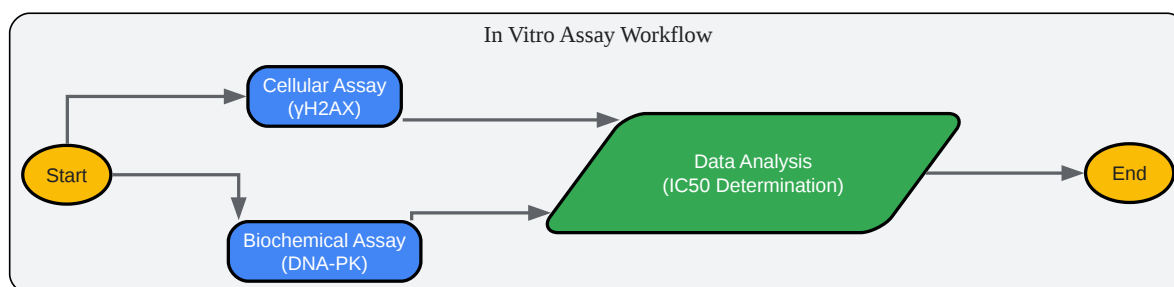 In Vitro Assay Workflow
Cellular Assay
(γH2AX)
Start
Data Analysis
(IC50 Determination)
End
Biochemical Assay
(DNA-PK)